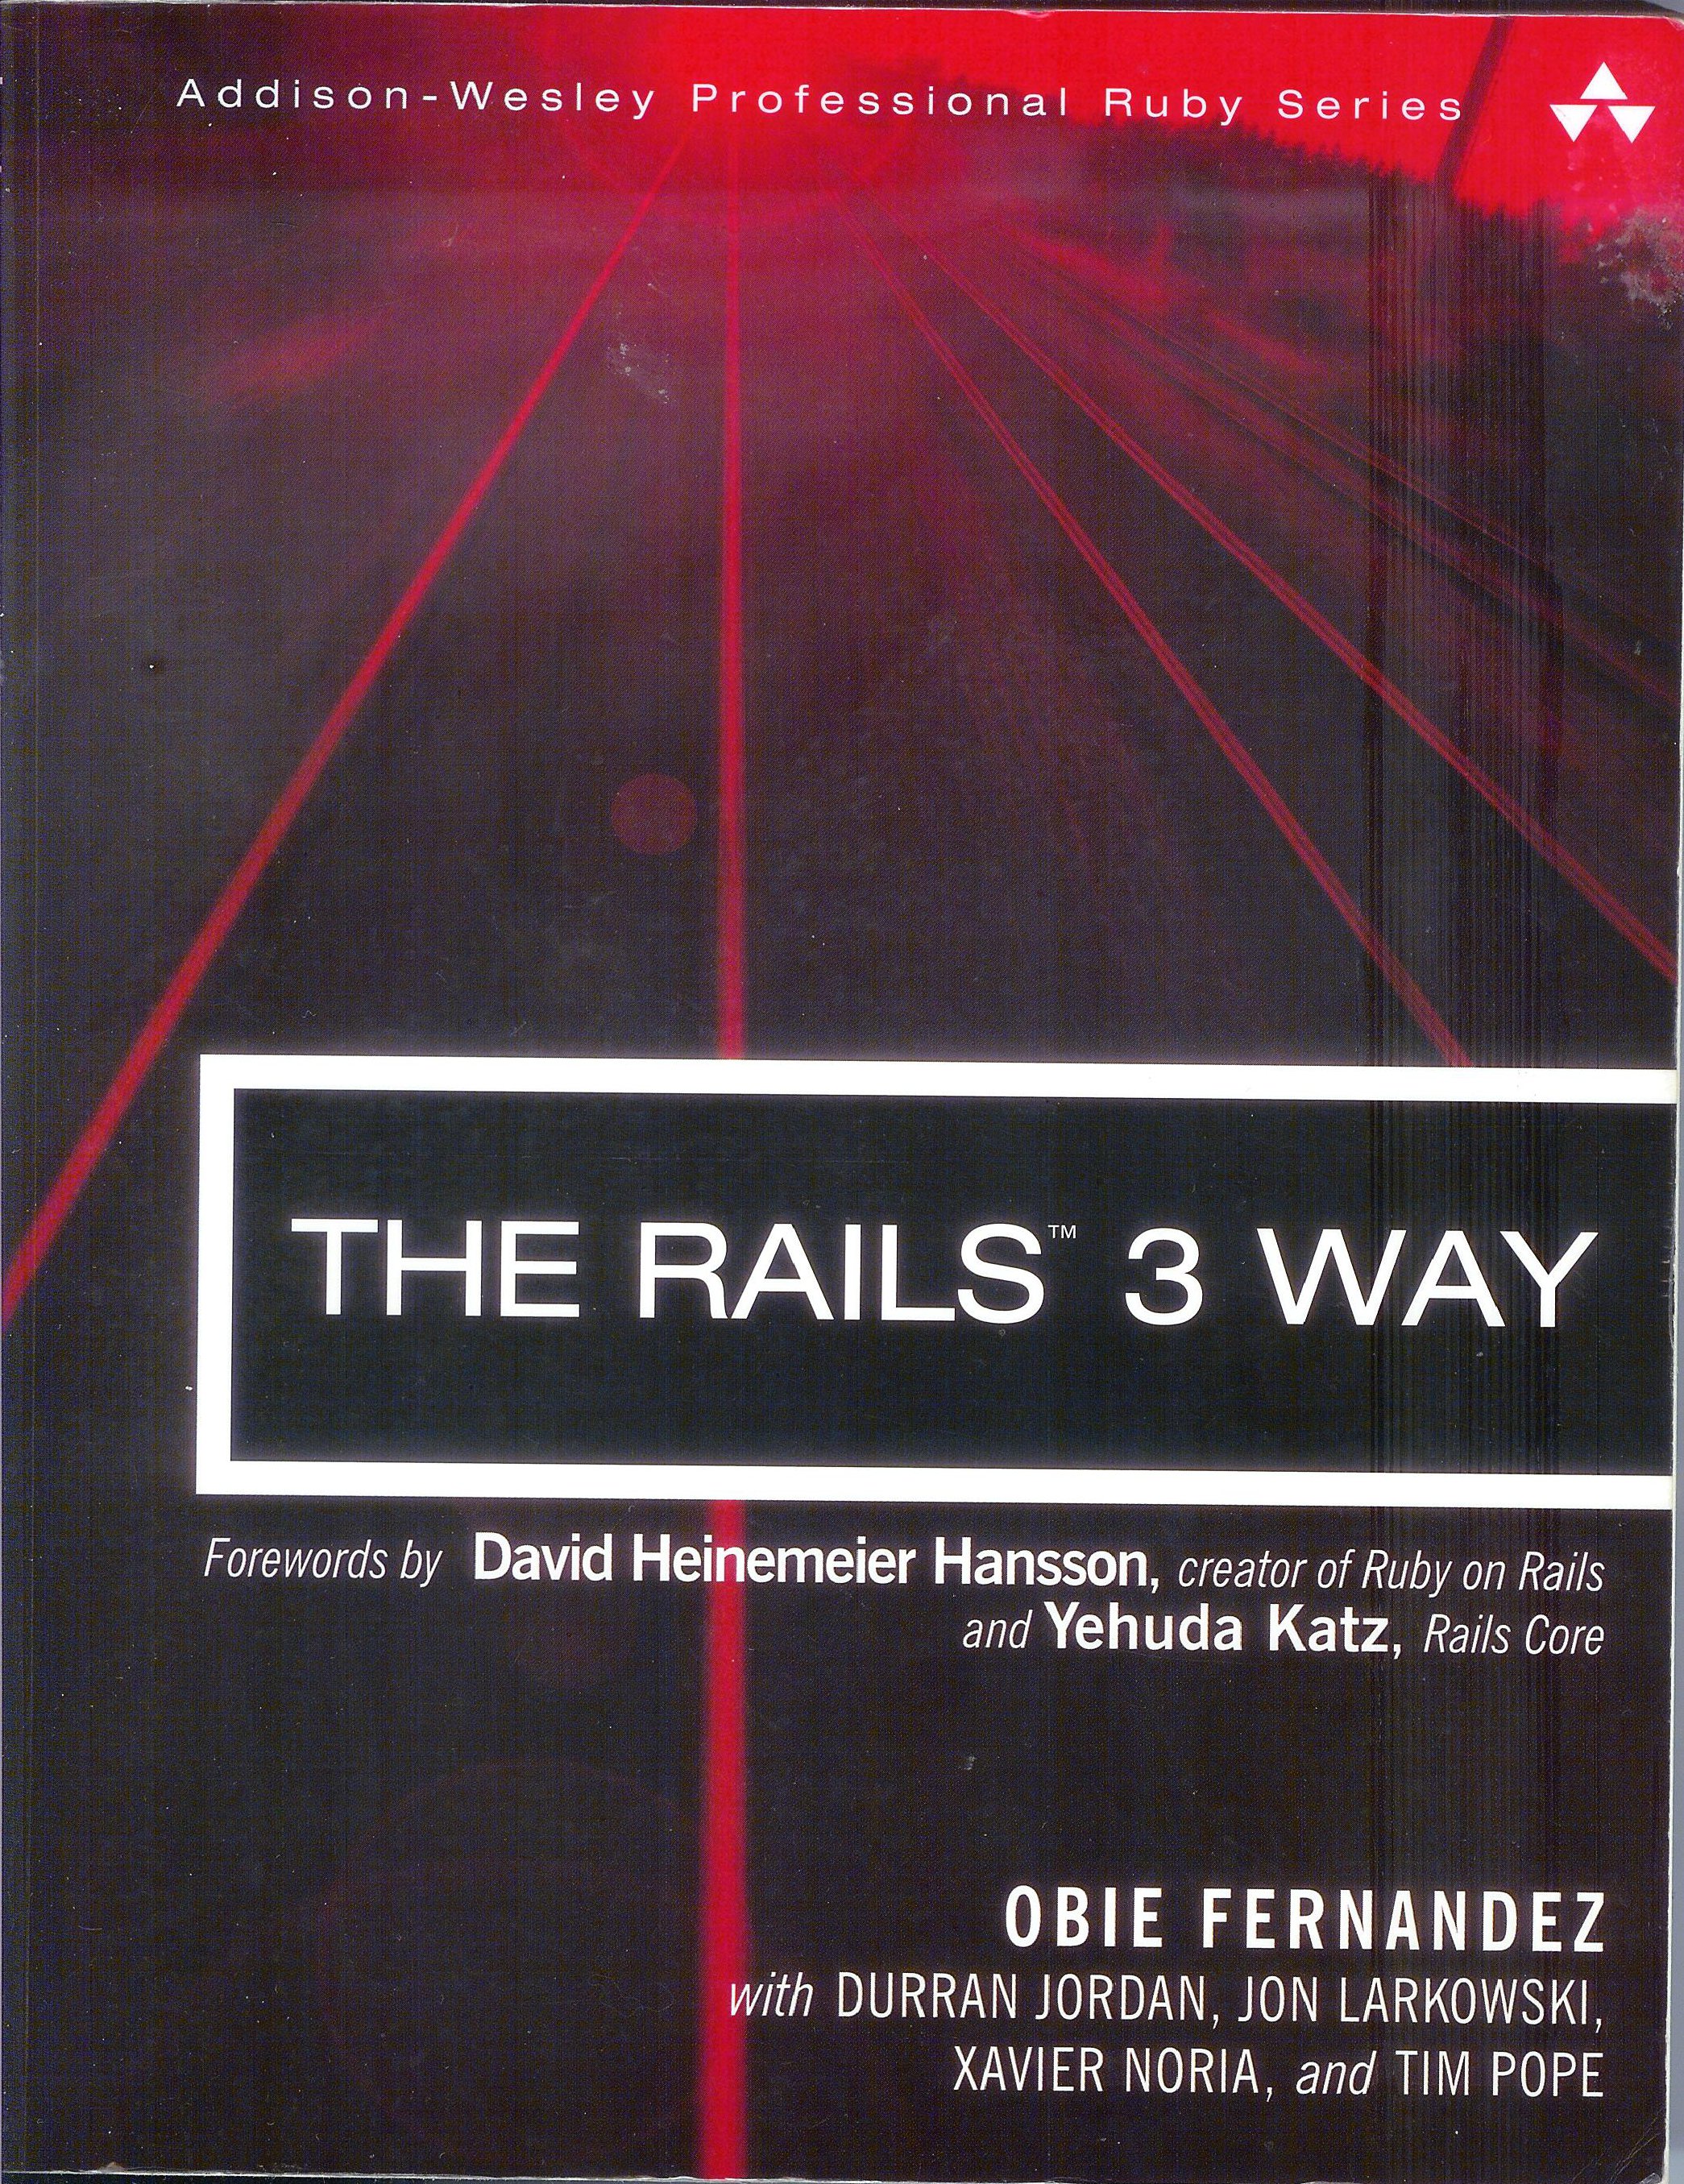 Addison-Wesley Professional Ruby Series
THE RAILS™ 3 WAY
Forewords by David Heinemeier Hansson, creator of Ruby on Rails
and Yehuda Katz, Rails Core
OBIE FERNANDEZ
with DURRAN JORDAN, JON LARKOWSKI,
XAVIER NORIA, and TIM POPE